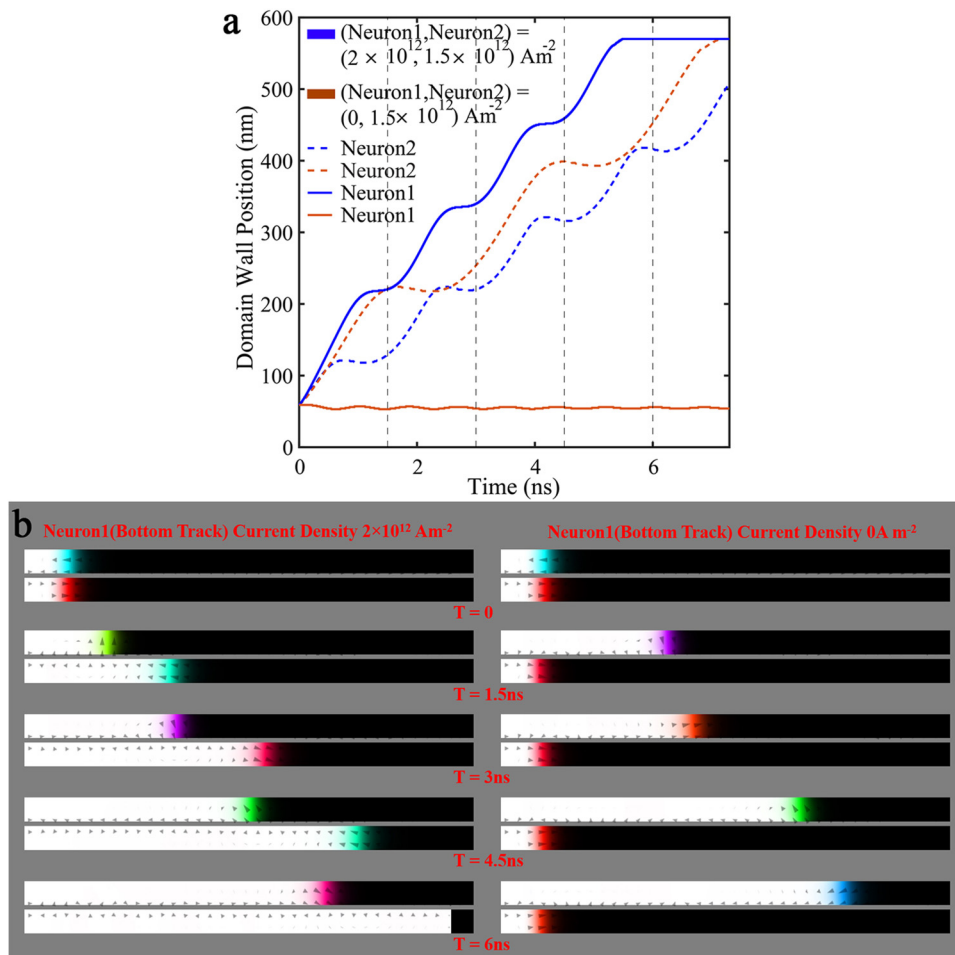 a
600
500
400
300
200
100
0
Domain Wall Position (nm)
(Neuron1,Neuron2) =
(2 × 10¹², 1.5× 10¹²) Am⁻²
(Neuron1,Neuron2) =
(0, 1.5× 10¹²) Am⁻²
Neuron2
Neuron2
Neuron1
Neuron1
0 2 4 6
Time (ns)
b
Neuron1(Bottom Track) Current Density 2×10¹² Am⁻²
Neuron1(Bottom Track) Current Density 0A m⁻²
T = 0
T = 1.5ns
T = 3ns
T = 4.5ns
T = 6ns